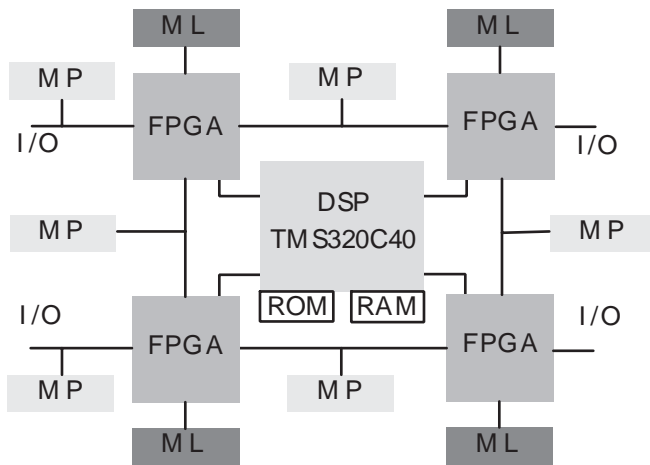 ML
ML
MP
MP
FPGA
FPGA
I/O
I/O
DSP
TMS320C40
MP
MP
ROM
RAM
I/O
I/O
FPGA
FPGA
MP
MP
ML
ML